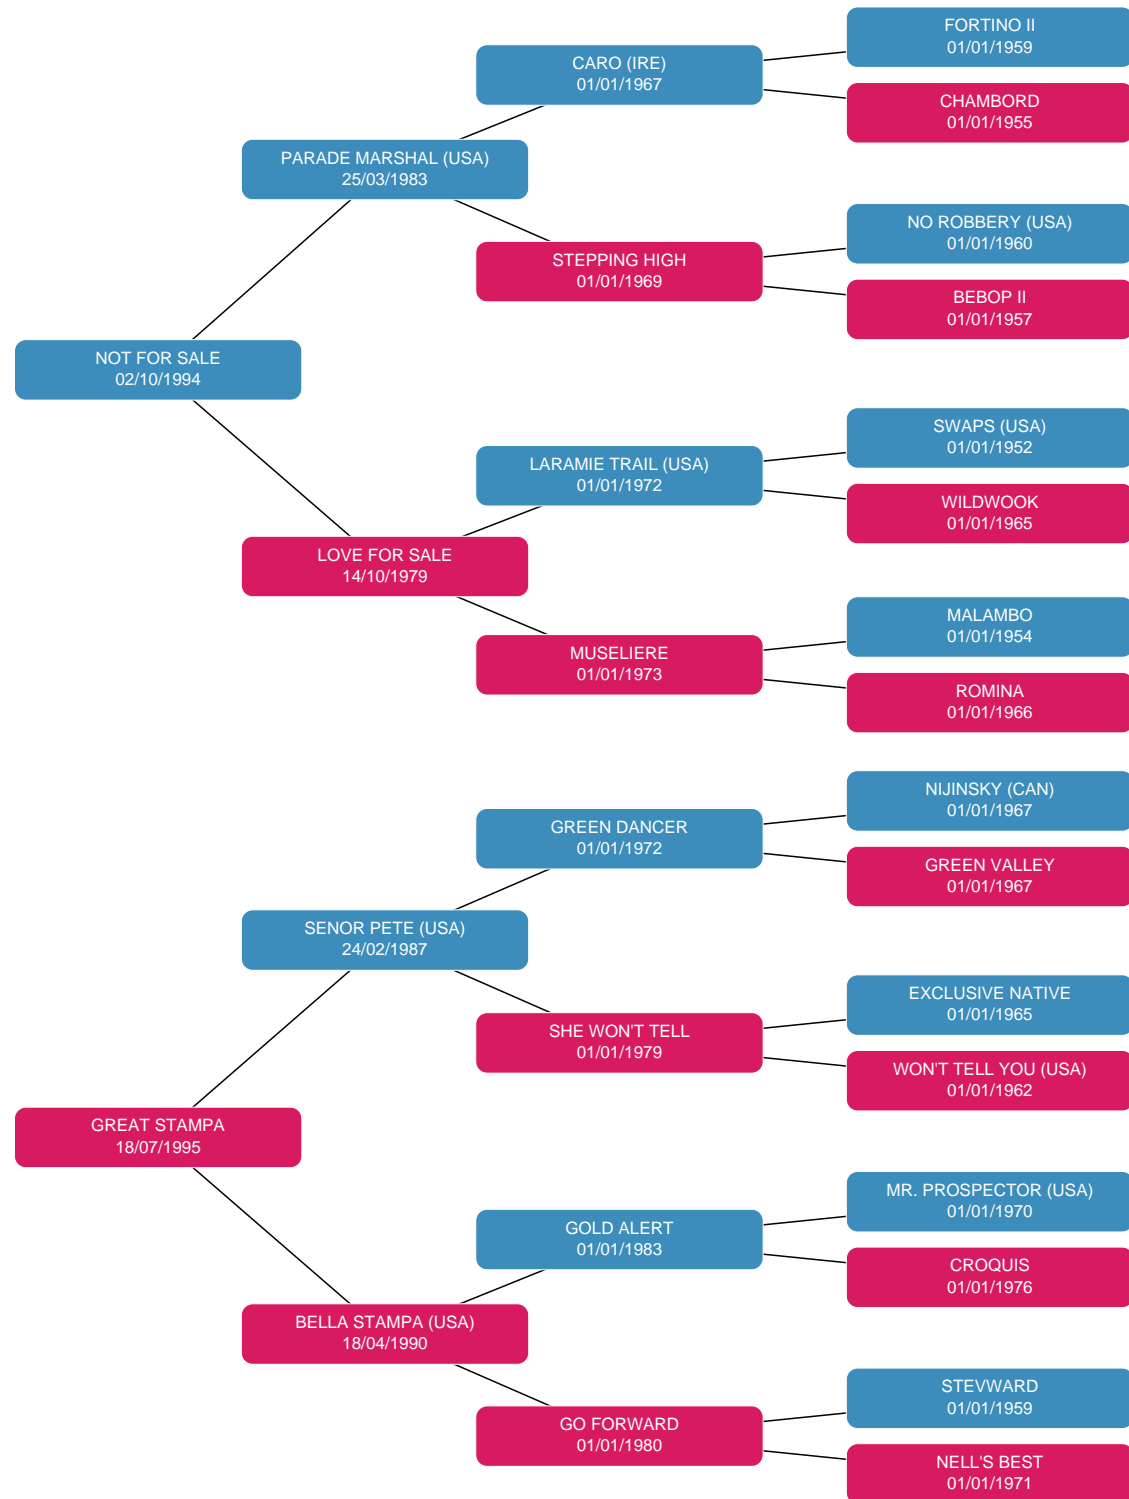 FORTINO II
01/01/1959
CARO (IRE)
01/01/1967
CHAMBORD
01/01/1955
PARADE MARSHAL (USA)
25/03/1983
NO ROBBERY (USA)
01/01/1960
STEPPING HIGH
01/01/1969
BEBOP II
01/01/1957
NOT FOR SALE
02/10/1994
SWAPS (USA)
01/01/1952
LARAMIE TRAIL (USA)
01/01/1972
WILDWOOK
01/01/1965
LOVE FOR SALE
14/10/1979
MALAMBO
01/01/1954
MUSELIERE
01/01/1973
ROMINA
01/01/1966
NIJINSKY (CAN)
01/01/1967
GREEN DANCER
01/01/1972
GREEN VALLEY
01/01/1967
SENOR PETE (USA)
24/02/1987
EXCLUSIVE NATIVE
01/01/1965
SHE WON'T TELL
01/01/1979
WON'T TELL YOU (USA)
01/01/1962
GREAT STAMPA
18/07/1995
MR. PROSPECTOR (USA)
01/01/1970
GOLD ALERT
01/01/1983
CROQUIS
01/01/1976
BELLA STAMPA (USA)
18/04/1990
STEVWARD
01/01/1959
GO FORWARD
01/01/1980
NELL'S BEST
01/01/1971